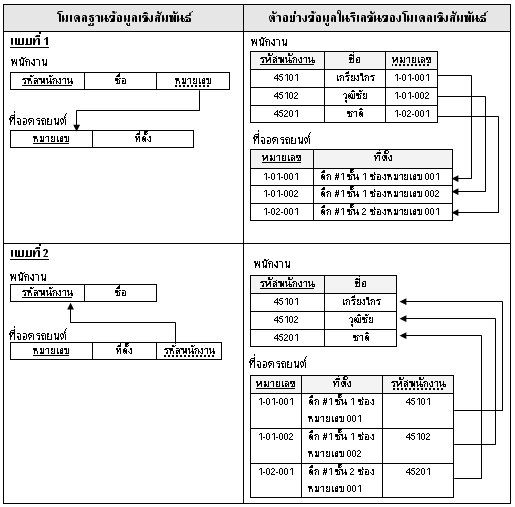 โมเดลฐานข้อมูลเชิงสัมพันธ์
ตัวอย่างข้อมูลในรีเลชันของโมเดลเชิงสัมพันธ์
แบบที่ 1
พนักงาน
รหัสพนักงาน ชื่อ หมายเลข
ที่จอดรถยนต์
หมายเลข ที่ตั้ง
พนักงาน
รหัสพนักงาน ชื่อ หมายเลข
45101 เกรียงไกร 1-01-001
45102 วุฒิชัย 1-01-002
45201 ชาติ 1-02-001
ที่จอดรถยนต์
หมายเลข ที่ตั้ง
1-01-001 ตึก #1 ชั้น 1 ช่องหมายเลข 001
1-01-002 ตึก #1 ชั้น 1 ช่องหมายเลข 002
1-02-001 ตึก #1 ชั้น 2 ช่องหมายเลข 001
แบบที่ 2
พนักงาน
รหัสพนักงาน ชื่อ
ที่จอดรถยนต์
หมายเลข ที่ตั้ง รหัสพนักงาน
พนักงาน
รหัสพนักงาน ชื่อ
45101 เกรียงไกร
45102 วุฒิชัย
45201 ชาติ
ที่จอดรถยนต์
หมายเลข ที่ตั้ง รหัสพนักงาน
1-01-001 ตึก #1 ชั้น 1 ช่อง 45101
หมายเลข 001
1-01-002 ตึก #1 ชั้น 1 ช่อง 45102
หมายเลข 002
1-02-001 ตึก #1 ชั้น 2 ช่อง 45201
หมายเลข 001